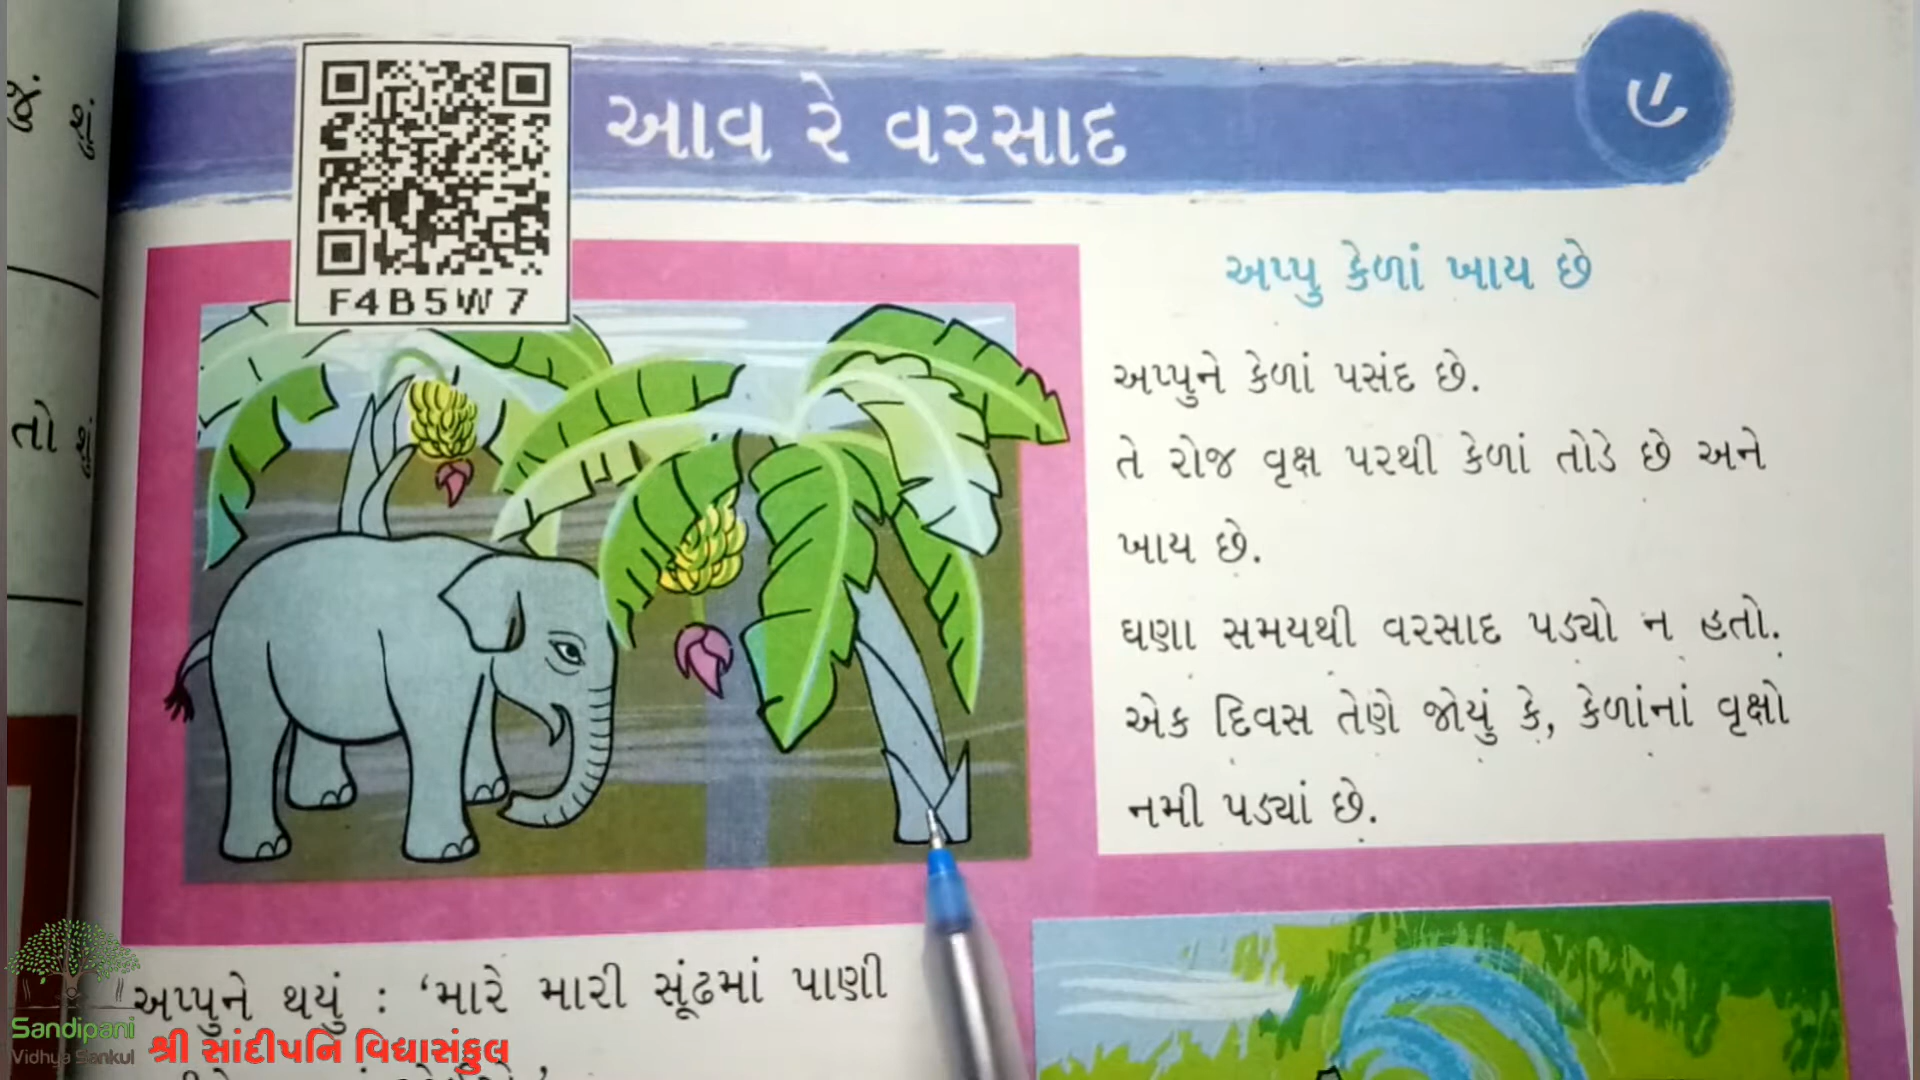 જં
શું
તો શું
F4B5W7
આવ રે વરસાદ
૯
અપ્પુ કેળાં ખાય છે
અપ્પુને કેળાં પસંદ છે.
તે રોજ વૃક્ષ પરથી કેળાં તોડે છે અને
ખાય છે.
ઘણા સમયથી વરસાદ પડ્યો ન હતો.
એક દિવસ તેણે જોયું કે, કેળાંનાં વૃક્ષો
નમી પડ્યાં છે.
અપ્પુને થયું : ‘મારે મારી સૂંઢમાં પાણી
Sandipani
Vidhya Sankul
શ્રી સાંદીપનિ વિદ્યાસંકુલ